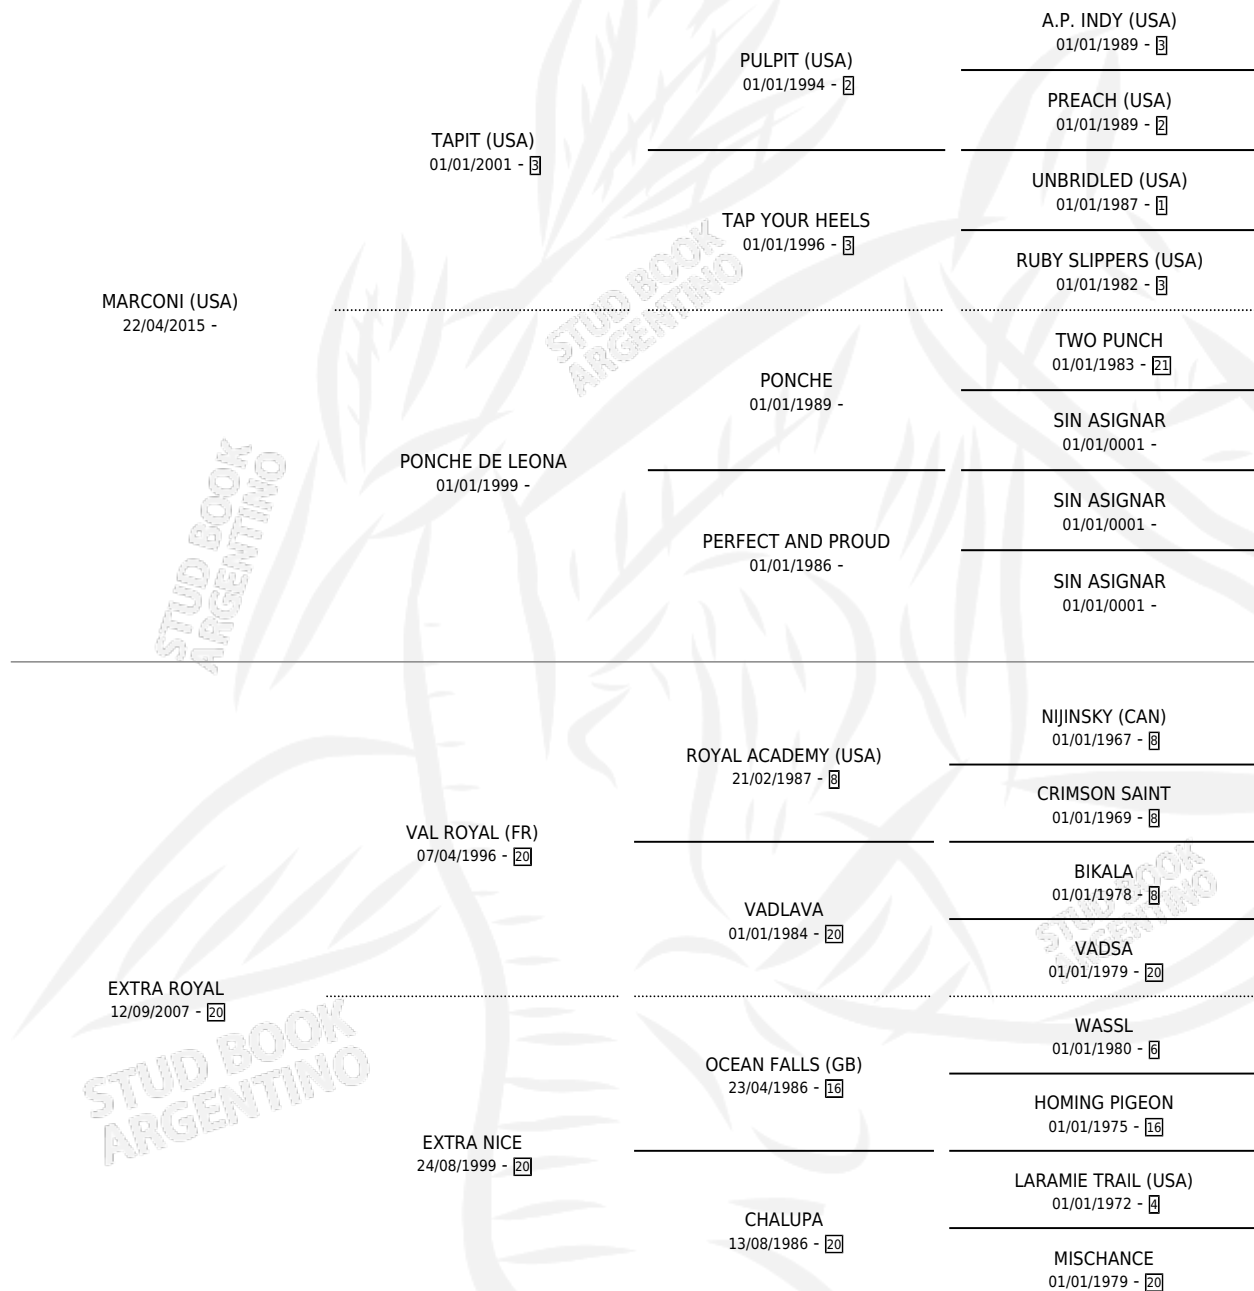 MARCONI (USA)
22/04/2015 -
TAPIT (USA)
01/01/2001 - 3
PULPIT (USA)
01/01/1994 - 2
A.P. INDY (USA)
01/01/1989 - 3
PREACH (USA)
01/01/1989 - 2
TAP YOUR HEELS
01/01/1996 - 3
UNBRIDLED (USA)
01/01/1987 - 1
RUBY SLIPPERS (USA)
01/01/1982 - 3
PONCHE DE LEONA
01/01/1999 -
PONCHE
01/01/1989 -
TWO PUNCH
01/01/1983 - 21
SIN ASIGNAR
01/01/0001 -
PERFECT AND PROUD
01/01/1986 -
SIN ASIGNAR
01/01/0001 -
SIN ASIGNAR
01/01/0001 -
EXTRA ROYAL
12/09/2007 - 20
VAL ROYAL (FR)
07/04/1996 - 20
ROYAL ACADEMY (USA)
21/02/1987 - 8
NIJINSKY (CAN)
01/01/1967 - 8
CRIMSON SAINT
01/01/1969 - 8
VADLAVA
01/01/1984 - 20
BIKALA
01/01/1978 - 8
VADSA
01/01/1979 - 20
EXTRA NICE
24/08/1999 - 20
OCEAN FALLS (GB)
23/04/1986 - 16
WASSL
01/01/1980 - 6
HOMING PIGEON
01/01/1975 - 16
CHALUPA
13/08/1986 - 20
LARAMIE TRAIL (USA)
01/01/1972 - 4
MISCHANCE
01/01/1979 - 20
STUD BOOK
ARGENTINO
STUD BOOK
ARGENTINO
STUD BOOK
ARGENTINO
STUD BOOK
ARGENTINO